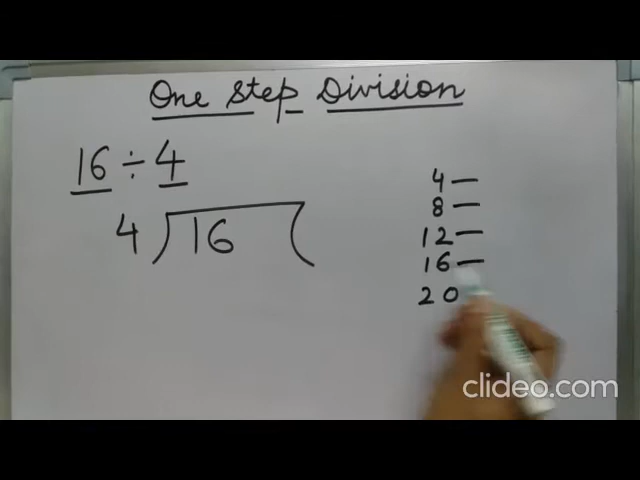 One Step Division
16 ÷ 4
4 ) 16 (
4 —
8 —
12 —
16 —
20
clideo.com